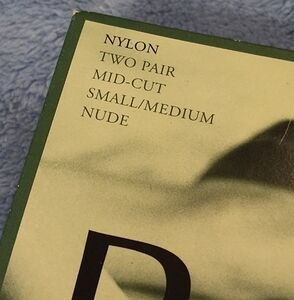 NYLON
TWO PAIR
MID-CUT
SMALL/MEDIUM
NUDE